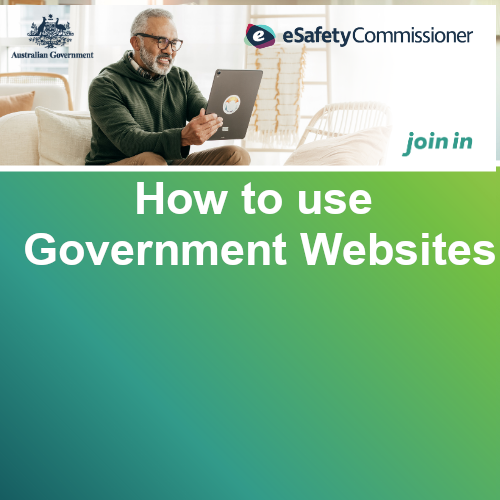 Australian Government
eSafetyCommissioner
join in
How to use
Government Websites